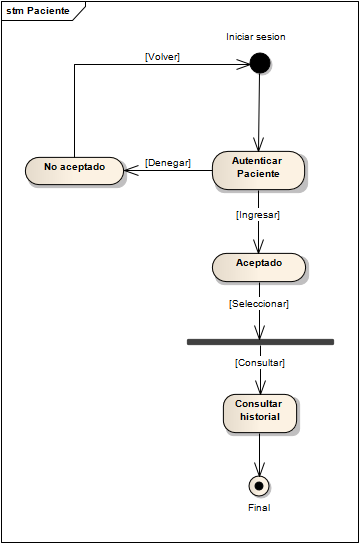 stm Paciente
Iniciar sesion
[Volver]
No aceptado
[Denegar]
Autenticar
Paciente
[Ingresar]
Aceptado
[Seleccionar]
[Consultar]
Consultar
historial
Final